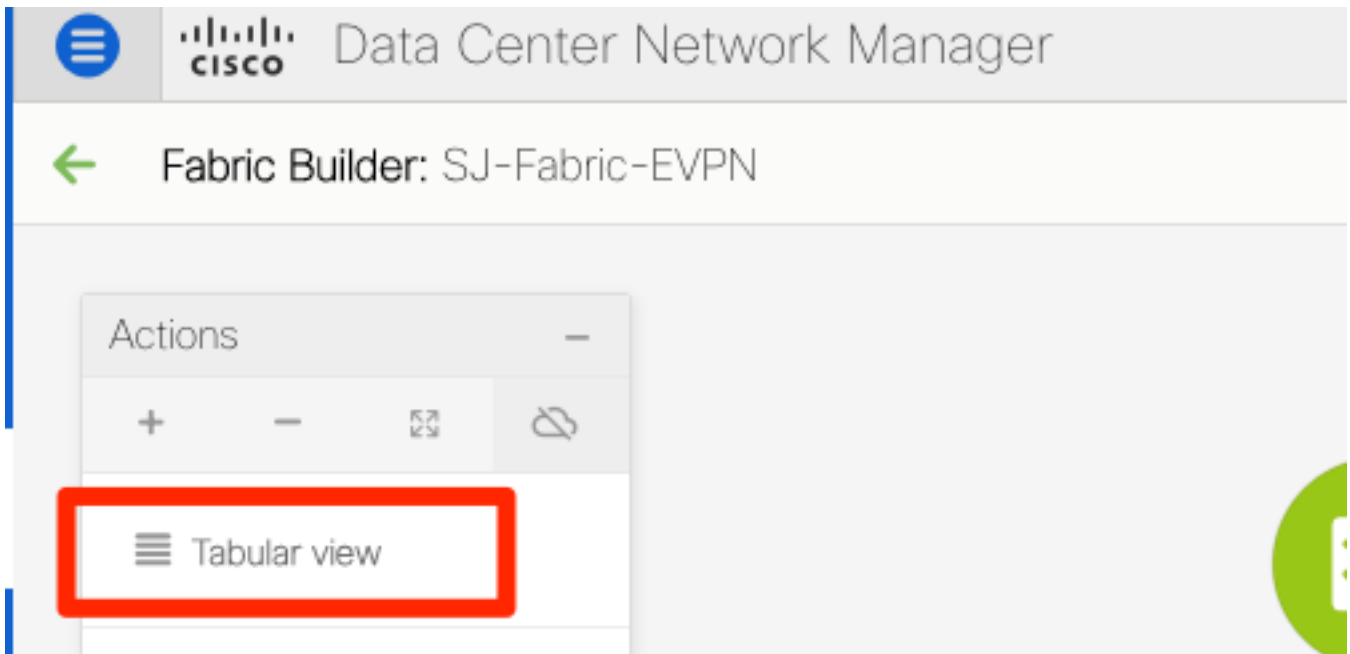 cisco Data Center Network Manager
Fabric Builder: SJ-Fabric-EVPN
Actions
Tabular view